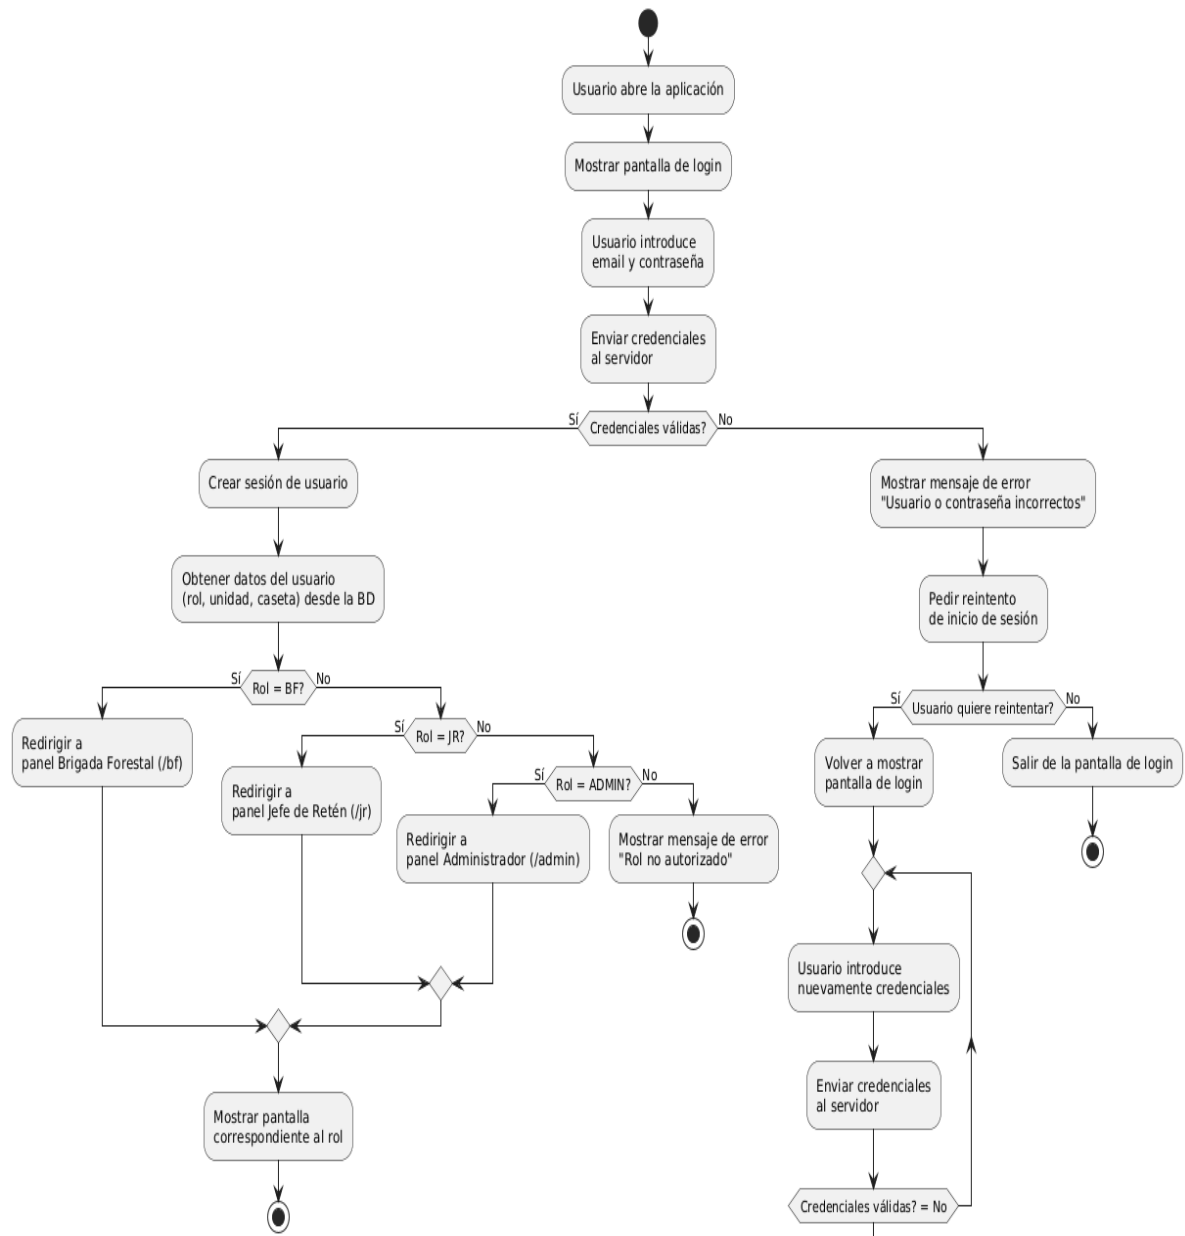 Usuario abre la aplicación
Mostrar pantalla de login
Usuario introduce
email y contraseña
Enviar credenciales
al servidor
Sí
Credenciales válidas?
No
Crear sesión de usuario
Obtener datos del usuario
(rol, unidad, caseta) desde la BD
Sí
Rol = BF?
No
Redirigir a
panel Brigada Forestal (/bf)
Sí
Rol = JR?
No
Redirigir a
panel Jefe de Retén (/jr)
Sí
Rol = ADMIN?
No
Redirigir a
panel Administrador (/admin)
Mostrar mensaje de error
"Rol no autorizado"
Mostrar pantalla
correspondiente al rol
Mostrar mensaje de error
"Usuario o contraseña incorrectos"
Pedir reintento
de inicio de sesión
Sí
Usuario quiere reintentar?
No
Volver a mostrar
pantalla de login
Salir de la pantalla de login
Usuario introduce
nuevamente credenciales
Enviar credenciales
al servidor
Credenciales válidas? = No